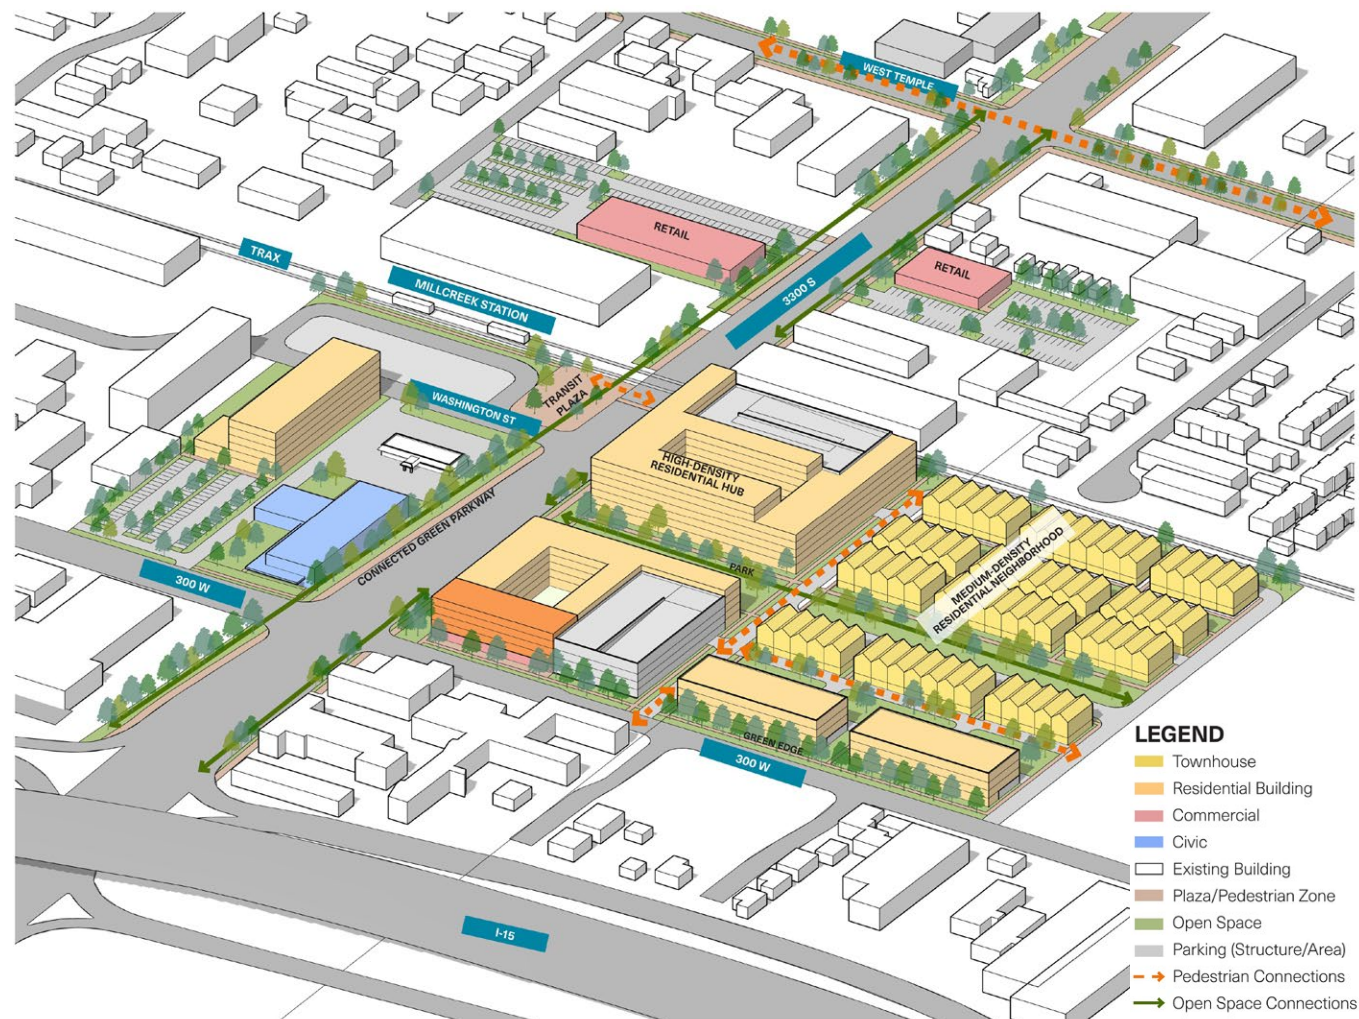 WEST TEMPLE
RETAIL
TRAX
RETAIL
MILLCREEK STATION
3300 S
TRANSIT
PLAZA
WASHINGTON ST
HIGH-DENSITY
RESIDENTIAL HUB
CONNECTED GREEN PARKWAY
300 W
PARK
MEDIUM-DENSITY
RESIDENTIAL NEIGHBORHOOD
GREEN EDGE
300 W
I-15
LEGEND
Townhouse
Residential Building
Commercial
Civic
Existing Building
Plaza/Pedestrian Zone
Open Space
Parking (Structure/Area)
Pedestrian Connections
Open Space Connections